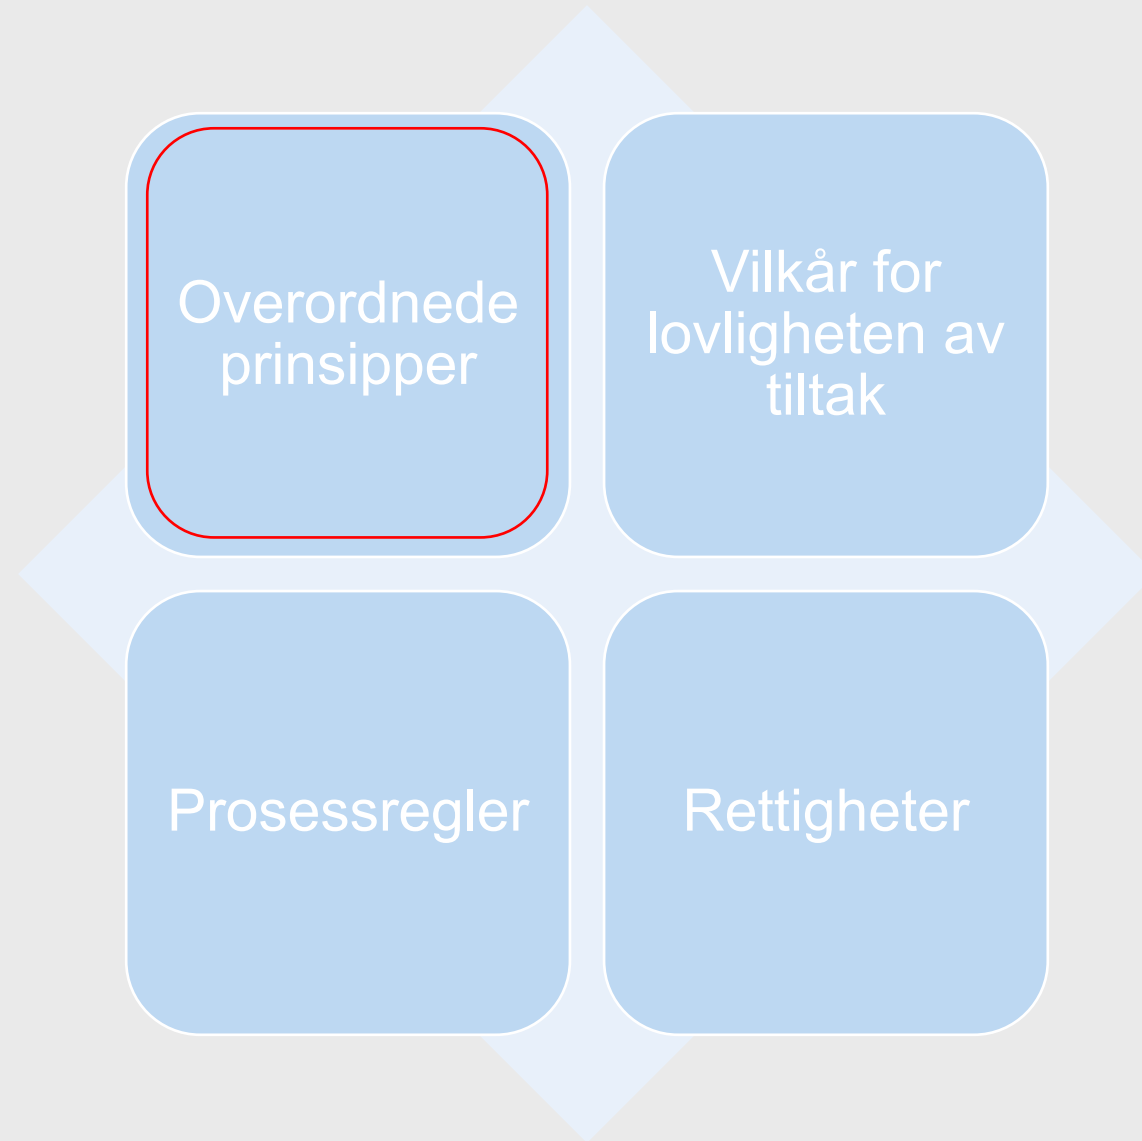 Overordnede
prinsipper
Vilkår for
lovligheten av
tiltak
Prosessregler
Rettigheter